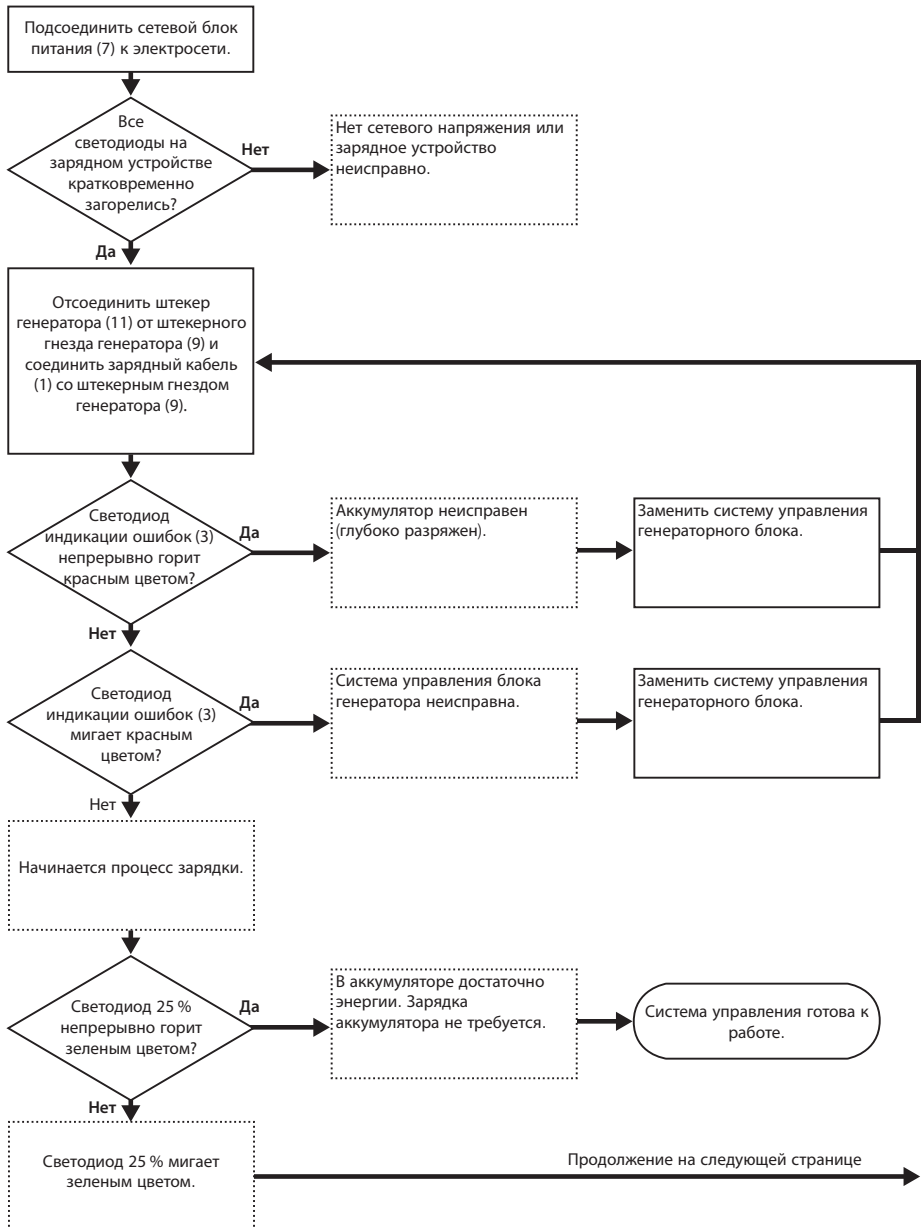 Подсоединить сетевой блок
питания (7) к электросети.
Все
светодиоды на
зарядном устройстве
кратковременно
загорелись?
Нет
Нет сетевого напряжения или
зарядное устройство
неисправно.
Да
Отсоединить штекер
генератора (11) от штекерного
гнезда генератора (9) и
соединить зарядный кабель
(1) со штекерным гнездом
генератора (9).
Светодиод
индикации ошибок (3)
непрерывно горит
красным цветом?
Да
Аккумулятор неисправен
(глубоко разряжен).
Заменить систему управления
генераторного блока.
Нет
Светодиод
индикации ошибок (3)
мигает красным
цветом?
Да
Система управления блока
генератора неисправна.
Заменить систему управления
генераторного блока.
Нет
Начинается процесс зарядки.
Светодиод 25 %
непрерывно горит
зеленым цветом?
Да
В аккумуляторе достаточно
энергии. Зарядка
аккумулятора не требуется.
Система управления готова к
работе.
Нет
Светодиод 25 % мигает
зеленым цветом.
Продолжение на следующей странице